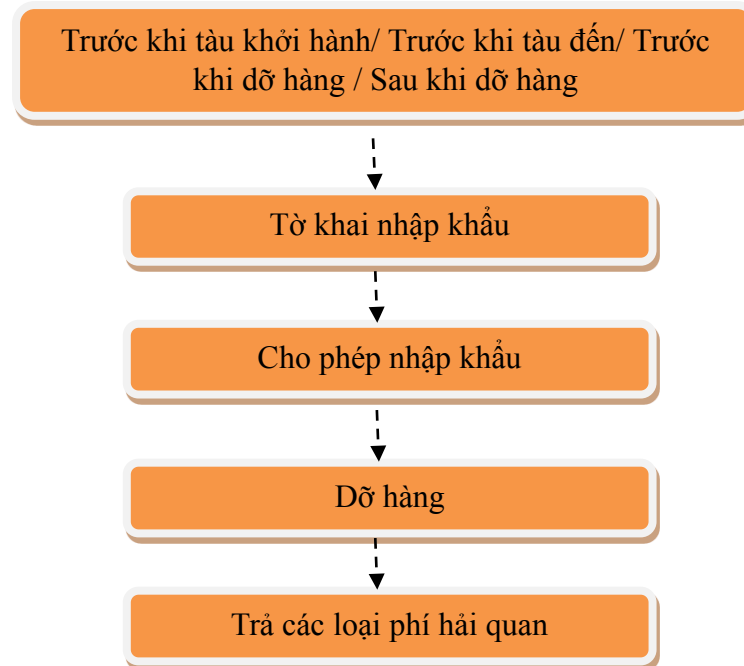 Trước khi tàu khởi hành/ Trước khi tàu đến/ Trước
khi dỡ hàng / Sau khi dỡ hàng
Tờ khai nhập khẩu
Cho phép nhập khẩu
Dỡ hàng
Trả các loại phí hải quan